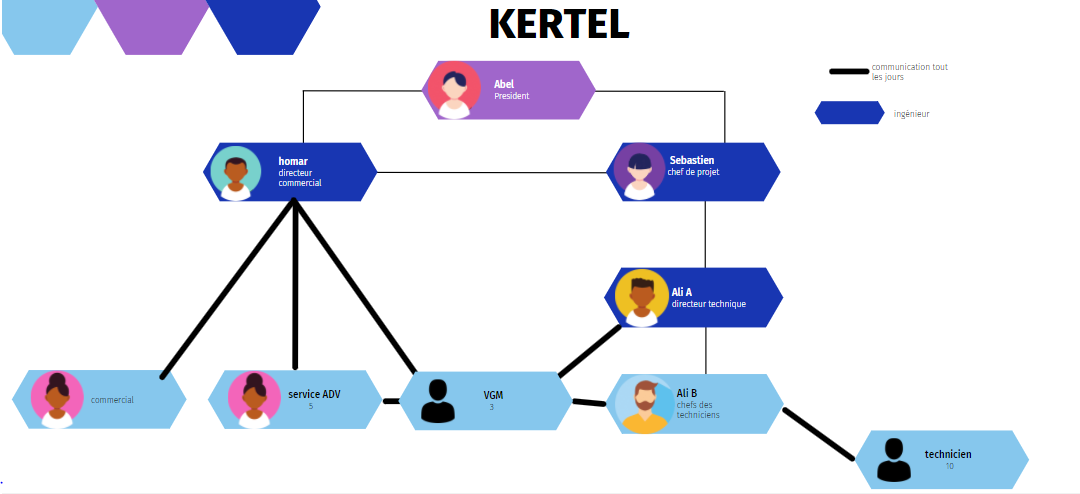 KERTEL
communication tout
les jours
ingénieur
Abel
President
homar
directeur
commercial
Sebastien
chef de projet
Ali A
directeur technique
commercial
service ADV
5
VGM
3
Ali B
chefs des
techniciens
technicien
10